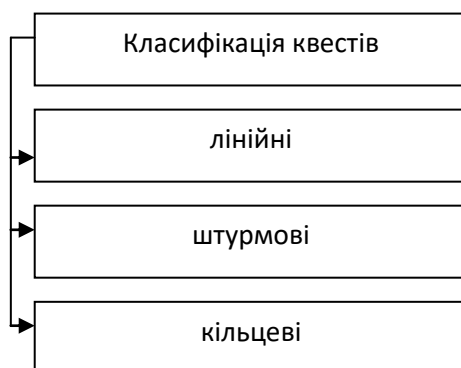 Класифікація квестів
лінійні
штурмові
кільцеві